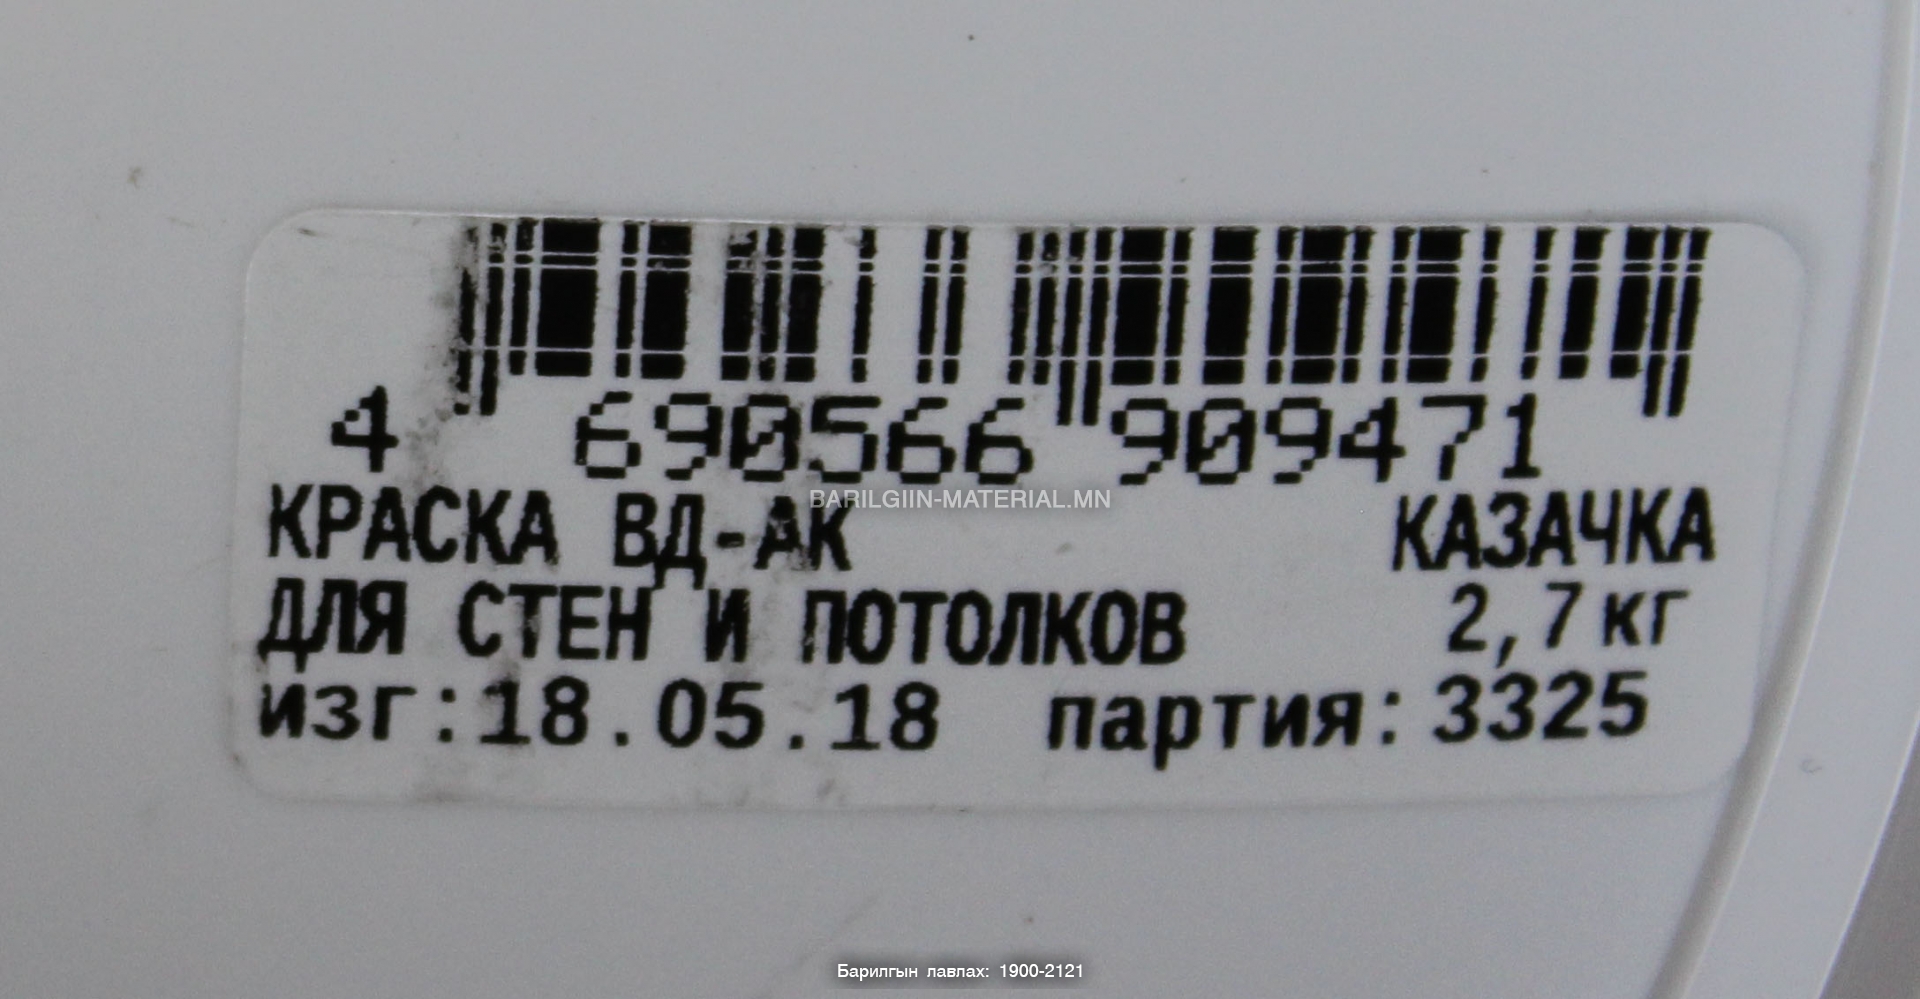 4 690566 909471
BARILGIIN-MATERIAL.MN
КРАСКА ВД-АК КАЗАЧКА
ДЛЯ СТЕН И ПОТОЛКОВ 2,7кг
изг:18.05.18 партия:3325
Барилгын лавлах: 1900-2121